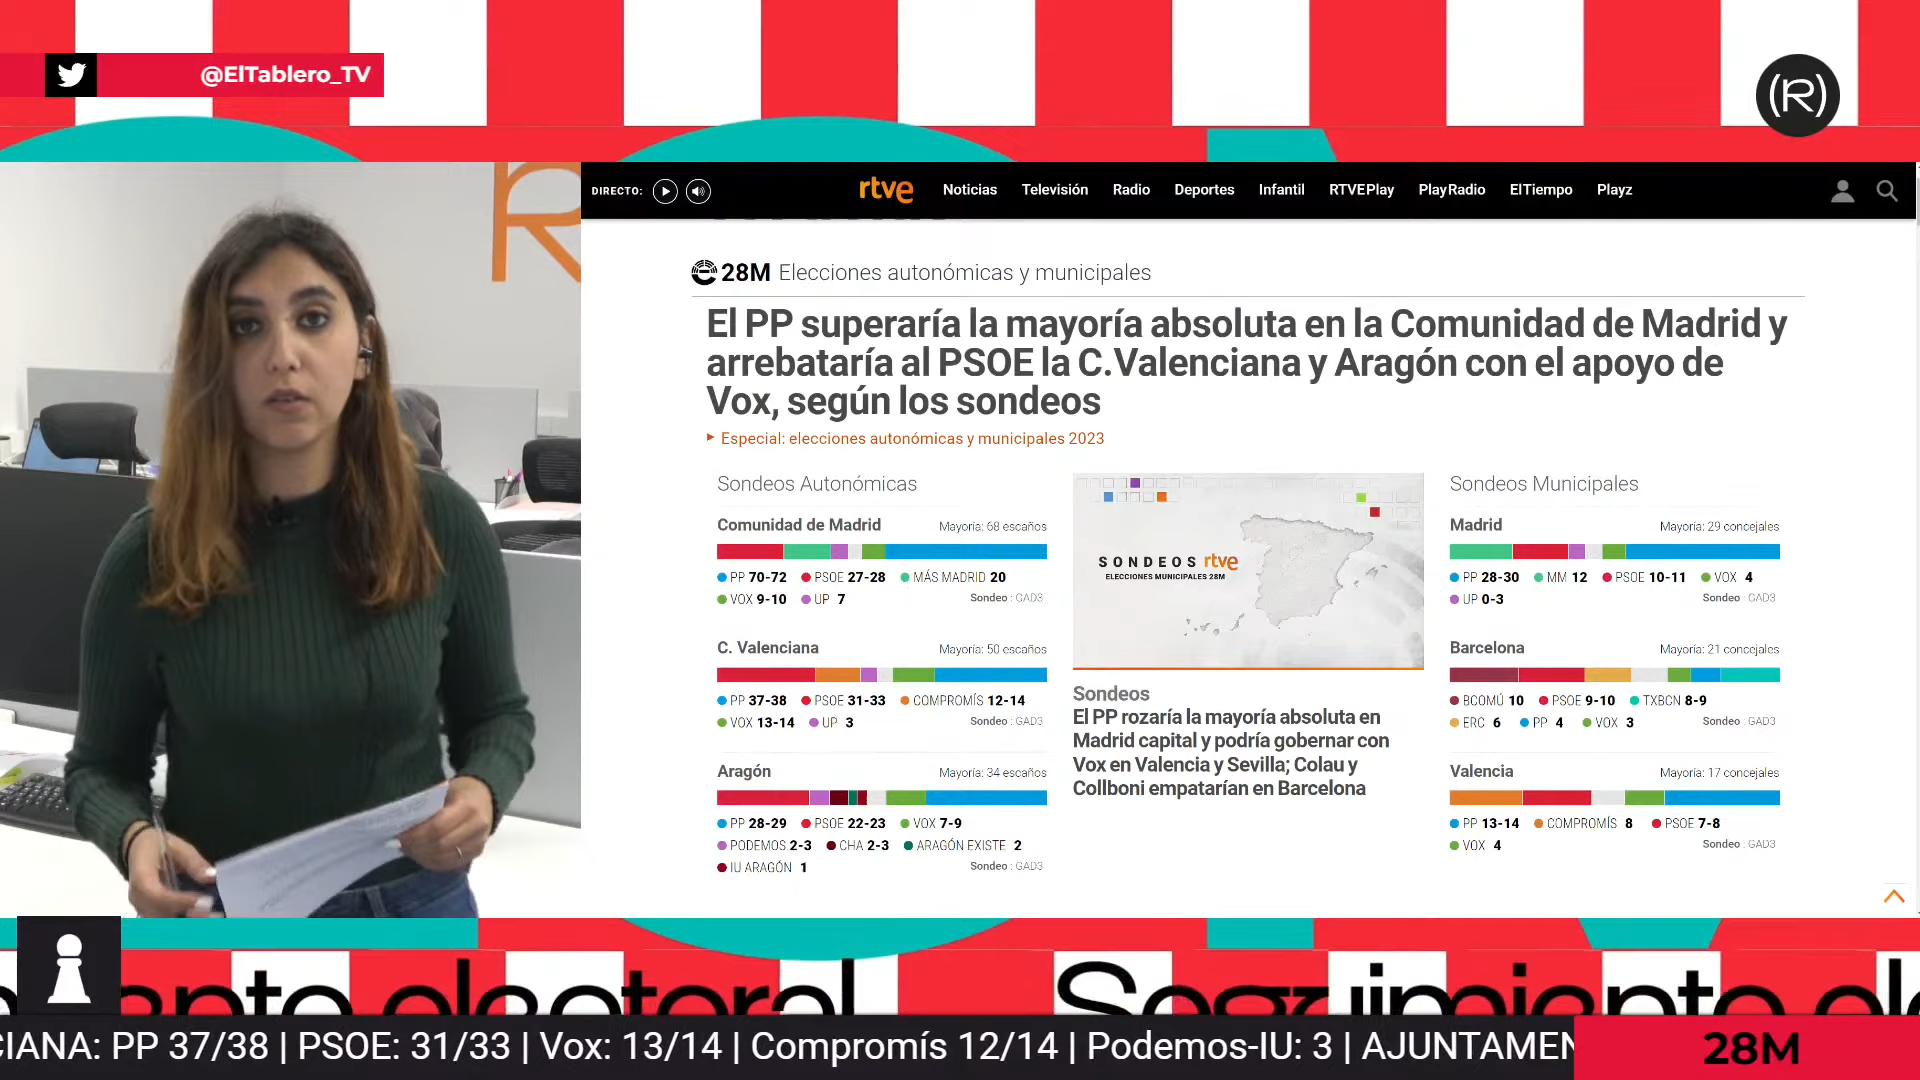 @ElTablero_TV
(R)
DIRECTO:
rtve
Noticias Televisión Radio Deportes Infantil RTVEPlay PlayRadio ElTiempo Playz
28M Elecciones autonómicas y municipales
El PP superaría la mayoría absoluta en la Comunidad de Madrid y
arrebataría al PSOE la C.Valenciana y Aragón con el apoyo de
Vox, según los sondeos
Especial: elecciones autonómicas y municipales 2023
Sondeos Autonómicas
Comunidad de Madrid Mayoría: 68 escaños
PP 70-72 PSOE 27-28 MÁS MADRID 20
VOX 9-10 UP 7 Sondeo : GAD3
C. Valenciana Mayoría: 50 escaños
PP 37-38 PSOE 31-33 COMPROMÍS 12-14
VOX 13-14 UP 3 Sondeo : GAD3
Aragón Mayoría: 34 escaños
PP 28-29 PSOE 22-23 VOX 7-9
PODEMOS 2-3 CHA 2-3 ARAGÓN EXISTE 2
IU ARAGÓN 1 Sondeo : GAD3
SONDEOS rtve
ELECCIONES MUNICIPALES 28M
Sondeos
El PP rozaría la mayoría absoluta en
Madrid capital y podría gobernar con
Vox en Valencia y Sevilla; Colau y
Collboni empatarían en Barcelona
Sondeos Municipales
Madrid Mayoría: 29 concejales
PP 28-30 MM 12 PSOE 10-11 VOX 4
UP 0-3 Sondeo : GAD3
Barcelona Mayoría: 21 concejales
BCOMÚ 10 PSOE 9-10 TXBCN 8-9
ERC 6 PP 4 VOX 3 Sondeo : GAD3
Valencia Mayoría: 17 concejales
PP 13-14 COMPROMÍS 8 PSOE 7-8
VOX 4 Sondeo : GAD3
miento electoral Seguimiento ele
CIANA: PP 37/38 | PSOE: 31/33 | Vox: 13/14 | Compromís 12/14 | Podemos-IU: 3 | AJUNTAMEN
28M